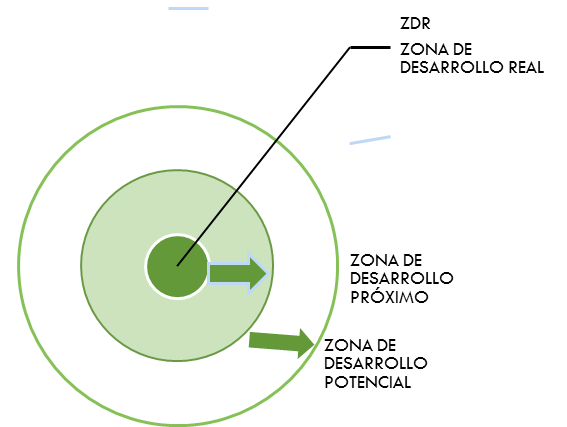 ZDR
ZONA DE
DESARROLLO REAL
ZONA DE
DESARROLLO
PRÓXIMO
ZONA DE
DESARROLLO
POTENCIAL